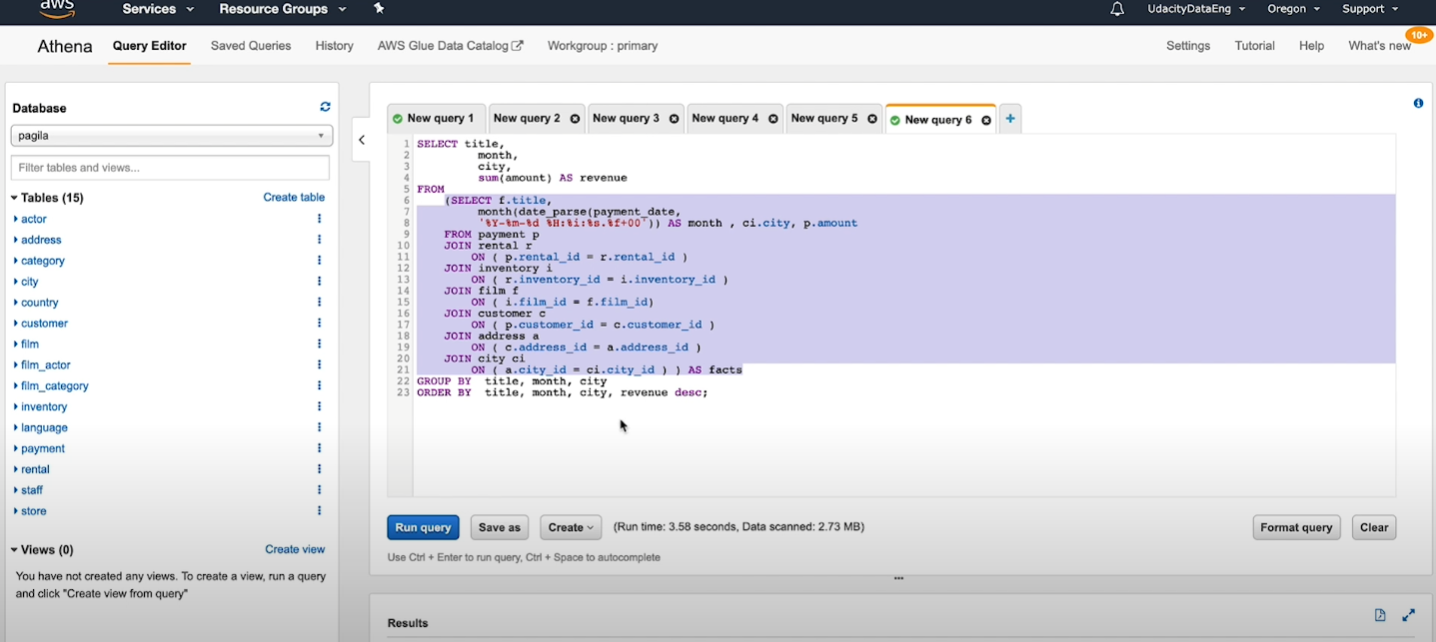 aws Services Resource Groups UdacityDataEng Oregon Support
Athena Query Editor Saved Queries History AWS Glue Data Catalog Workgroup : primary Settings Tutorial Help What's new 10+
Database
pagila
Filter tables and views...
Tables (15) Create table
actor
address
category
city
country
customer
film
film_actor
film_category
inventory
language
payment
rental
staff
store
Views (0) Create view
You have not created any views. To create a view, run a query
and click "Create view from query"
New query 1 New query 2 New query 3 New query 4 New query 5 New query 6 +
1 SELECT title,
2 month,
3 city,
4 sum(amount) AS revenue
5 FROM
6 (SELECT f.title,
7 month(date_parse(payment_date,
8 '%Y-%m-%d %H:%i:%s.%f+00')) AS month , ci.city, p.amount
9 FROM payment p
10 JOIN rental r
11 ON ( p.rental_id = r.rental_id )
12 JOIN inventory i
13 ON ( r.inventory_id = i.inventory_id )
14 JOIN film f
15 ON ( i.film_id = f.film_id)
16 JOIN customer c
17 ON ( p.customer_id = c.customer_id )
18 JOIN address a
19 ON ( c.address_id = a.address_id )
20 JOIN city ci
21 ON ( a.city_id = ci.city_id ) ) AS facts
22 GROUP BY title, month, city
23 ORDER BY title, month, city, revenue desc;
Run query Save as Create (Run time: 3.58 seconds, Data scanned: 2.73 MB) Format query Clear
Use Ctrl + Enter to run query, Ctrl + Space to autocomplete
Results